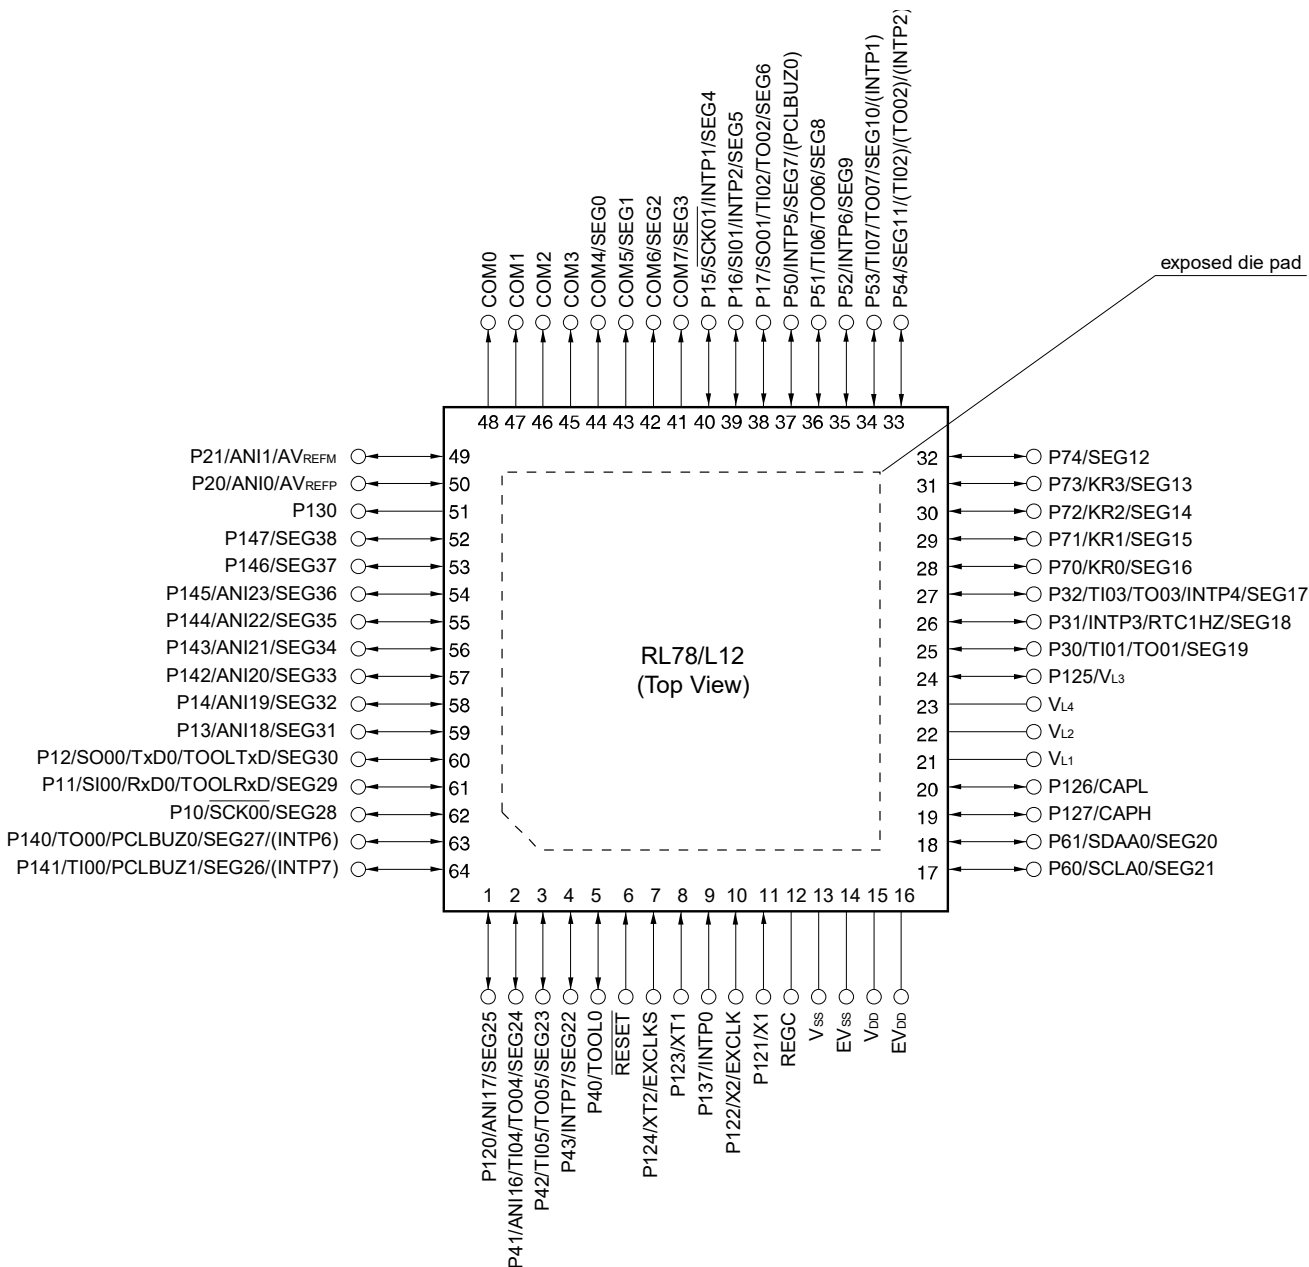 COM0
COM1
COM2
COM3
COM4/SEG0
COM5/SEG1
COM6/SEG2
COM7/SEG3
P15/SCK01/INTP1/SEG4
P16/SI01/INTP2/SEG5
P17/SO01/TI02/TO02/SEG6
P50/INTP5/SEG7/(PCLBUZ0)
P51/TI06/TO06/SEG8
P52/INTP6/SEG9
P53/TI07/TO07/SEG10/(INTP1)
P54/SEG11/(TI02)/(TO02)/(INTP2)
exposed die pad
48 47 46 45 44 43 42 41 40 39 38 37 36 35 34 33
P21/ANI1/AVREFM 49
P20/ANI0/AVREFP 50
P130 51
P147/SEG38 52
P146/SEG37 53
P145/ANI23/SEG36 54
P144/ANI22/SEG35 55
P143/ANI21/SEG34 56
P142/ANI20/SEG33 57
P14/ANI19/SEG32 58
P13/ANI18/SEG31 59
P12/SO00/TxD0/TOOLTxD/SEG30 60
P11/SI00/RxD0/TOOLRxD/SEG29 61
P10/SCK00/SEG28 62
P140/TO00/PCLBUZ0/SEG27/(INTP6) 63
P141/TI00/PCLBUZ1/SEG26/(INTP7) 64
RL78/L12
(Top View)
32 P74/SEG12
31 P73/KR3/SEG13
30 P72/KR2/SEG14
29 P71/KR1/SEG15
28 P70/KR0/SEG16
27 P32/TI03/TO03/INTP4/SEG17
26 P31/INTP3/RTC1HZ/SEG18
25 P30/TI01/TO01/SEG19
24 P125/VL3
23 VL4
22 VL2
21 VL1
20 P126/CAPL
19 P127/CAPH
18 P61/SDAA0/SEG20
17 P60/SCLA0/SEG21
1 2 3 4 5 6 7 8 9 10 11 12 13 14 15 16
P120/ANI17/SEG25
P41/ANI16/TI04/TO04/SEG24
P42/TI05/TO05/SEG23
P43/INTP7/SEG22
P40/TOOL0
RESET
P124/XT2/EXCLKS
P123/XT1
P137/INTP0
P122/X2/EXCLK
P121/X1
REGC
VSS
EVSS
VDD
EVDD